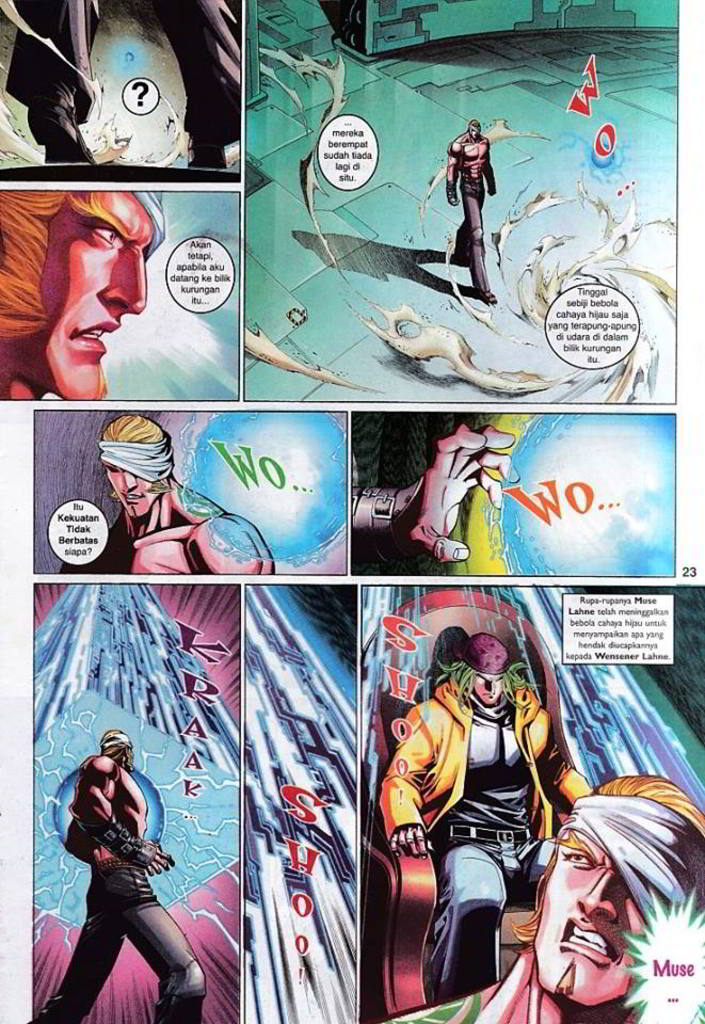 ?
...
mereka
berempat
sudah tiada
lagi di
situ.
WO...
Akan
tetapi,
apabila aku
datang ke bilik
kurungan
itu...
Tinggal
sebiji bebola
cahaya hijau saja
yang terapung-apung
di udara di dalam
bilik kurungan
itu.
WO...
Itu
Kekuatan
Tidak
Berbatas
siapa?
WO...
23
KRAAK...
SHOO!
SHOO!
Rupa-rupanya Muse
Lahne telah meninggalkan
bebola cahaya hijau untuk
menyampaikan apa yang
hendak diucapkannya
kepada Wensener Lahne.
Muse
...